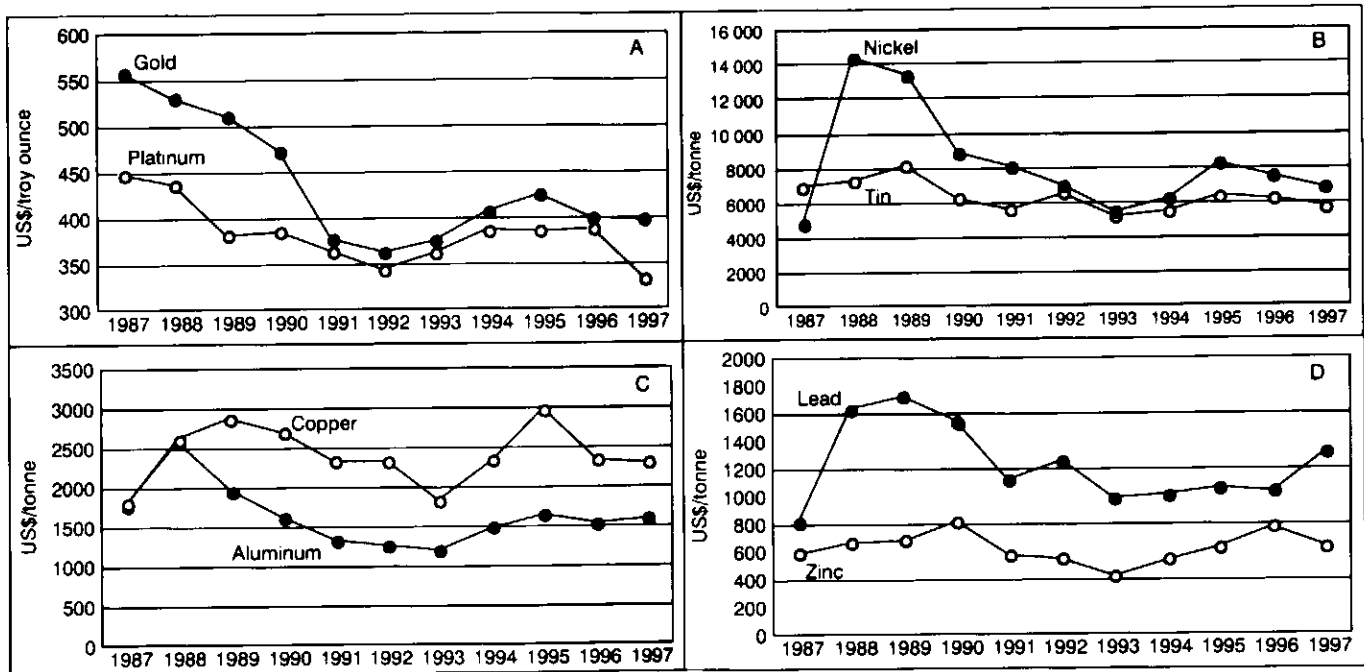 A
US$/troy ounce
600
550
500
450
400
350
300
Gold
Platinum
1987 1988 1989 1990 1991 1992 1993 1994 1995 1996 1997
B
US$/tonne
16 000
14 000
12 000
10 000
8000
6000
4000
2000
0
Nickel
Tin
1987 1988 1989 1990 1991 1992 1993 1994 1995 1996 1997
C
US$/tonne
3500
3000
2500
2000
1500
1000
500
0
Copper
Aluminum
1987 1988 1989 1990 1991 1992 1993 1994 1995 1996 1997
D
US$/tonne
2000
1800
1600
1400
1200
1000
800
600
400
200
0
Lead
Zinc
1987 1988 1989 1990 1991 1992 1993 1994 1995 1996 1997